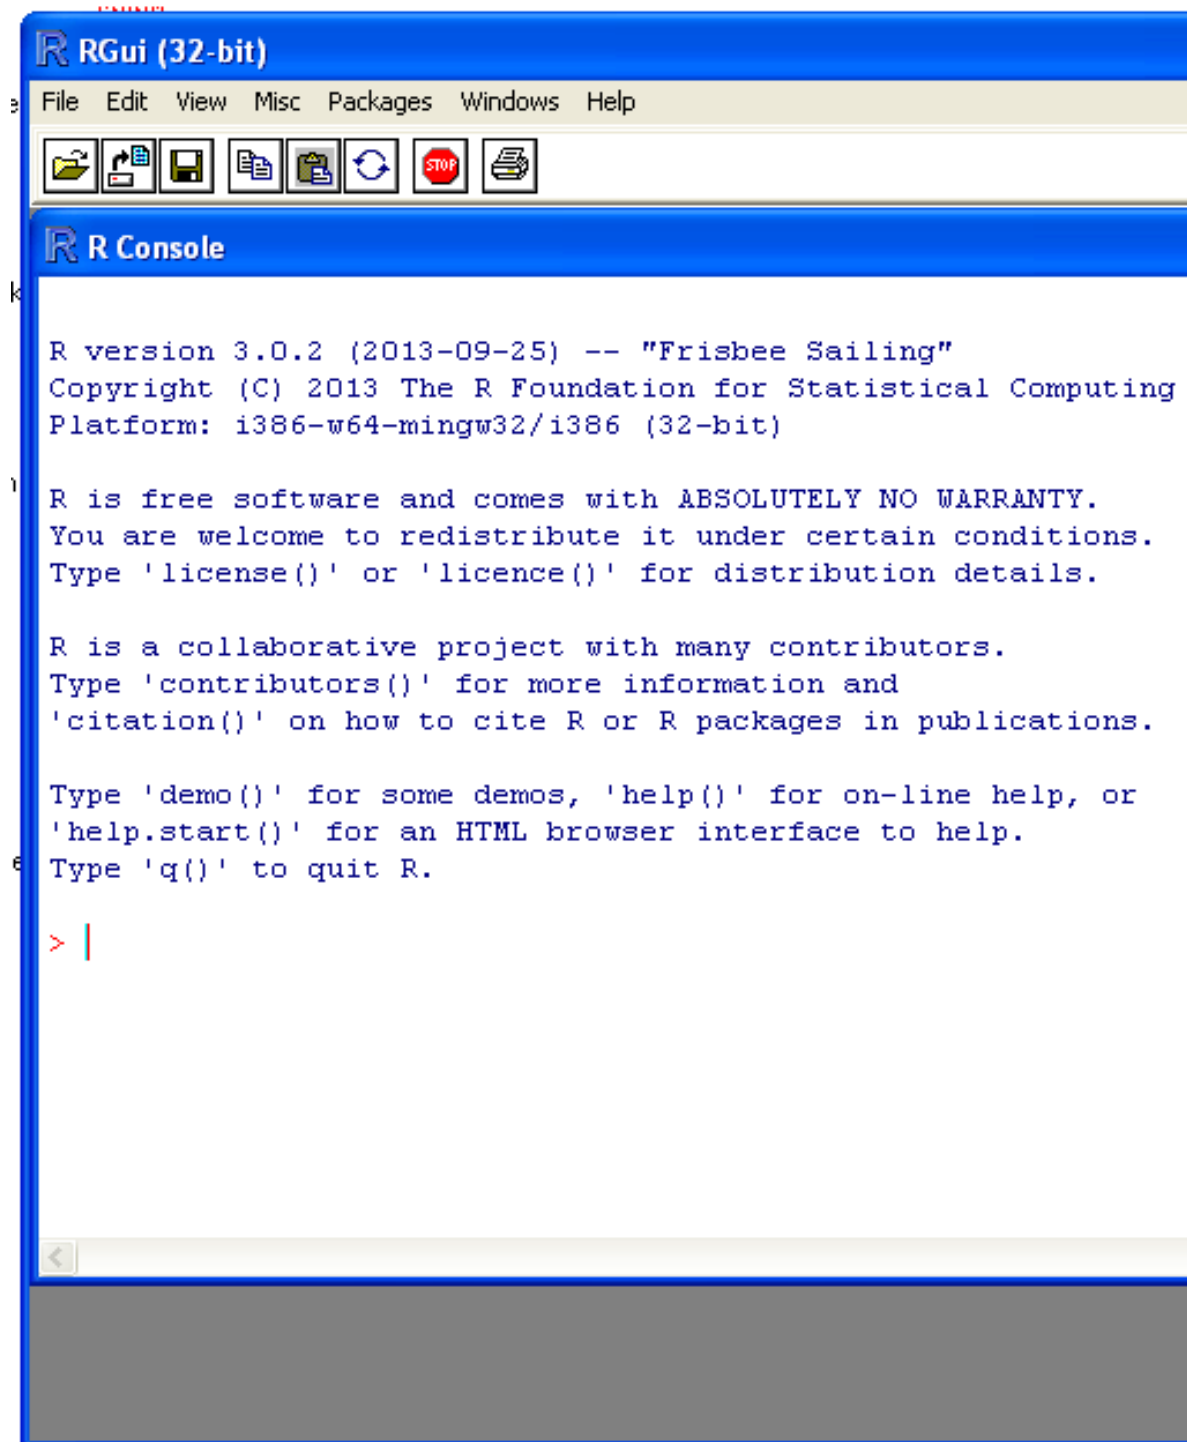 RGui (32-bit)
File Edit View Misc Packages Windows Help
STOP
R Console
R version 3.0.2 (2013-09-25) -- "Frisbee Sailing"
Copyright (C) 2013 The R Foundation for Statistical Computing
Platform: i386-w64-mingw32/i386 (32-bit)
R is free software and comes with ABSOLUTELY NO WARRANTY.
You are welcome to redistribute it under certain conditions.
Type 'license()' or 'licence()' for distribution details.
R is a collaborative project with many contributors.
Type 'contributors()' for more information and
'citation()' on how to cite R or R packages in publications.
Type 'demo()' for some demos, 'help()' for on-line help, or
'help.start()' for an HTML browser interface to help.
Type 'q()' to quit R.
>